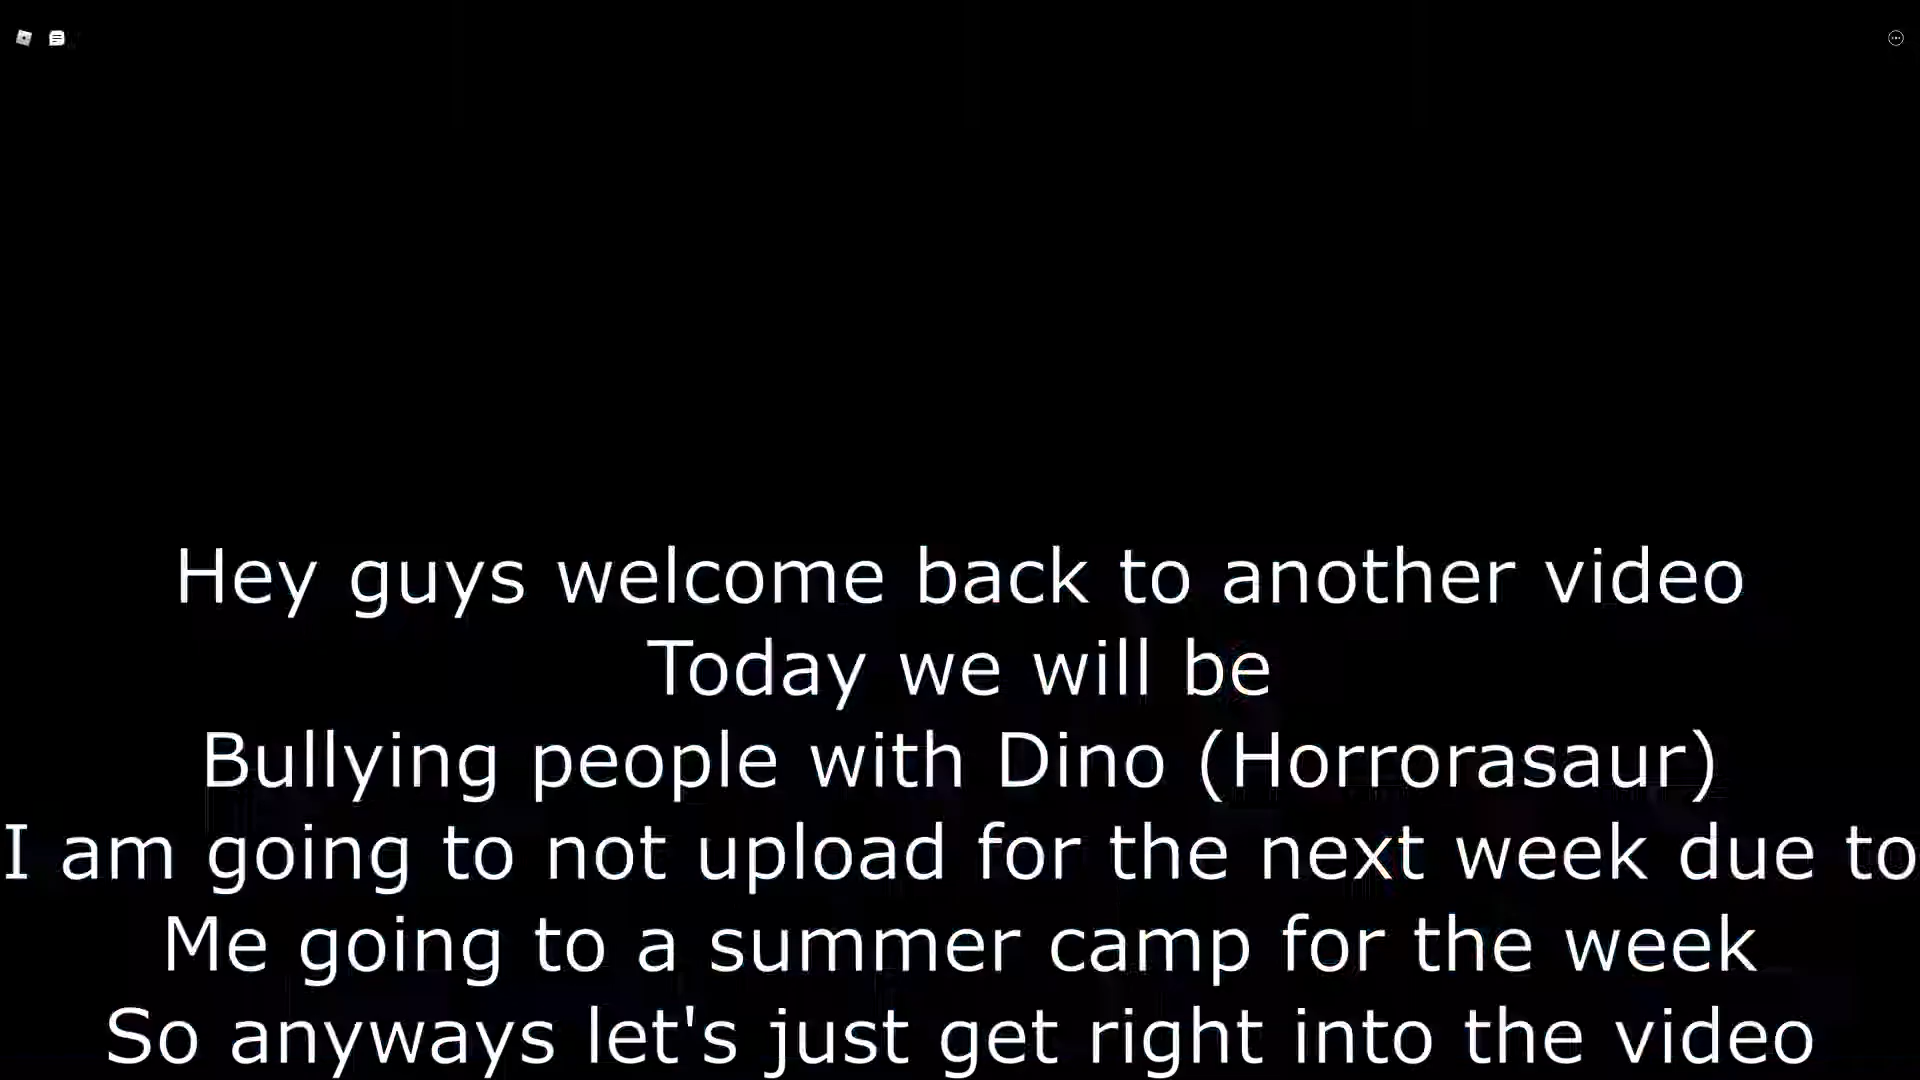 Hey guys welcome back to another video
Today we will be
Bullying people with Dino (Horrorasaur)
I am going to not upload for the next week due to
Me going to a summer camp for the week
So anyways let's just get right into the video